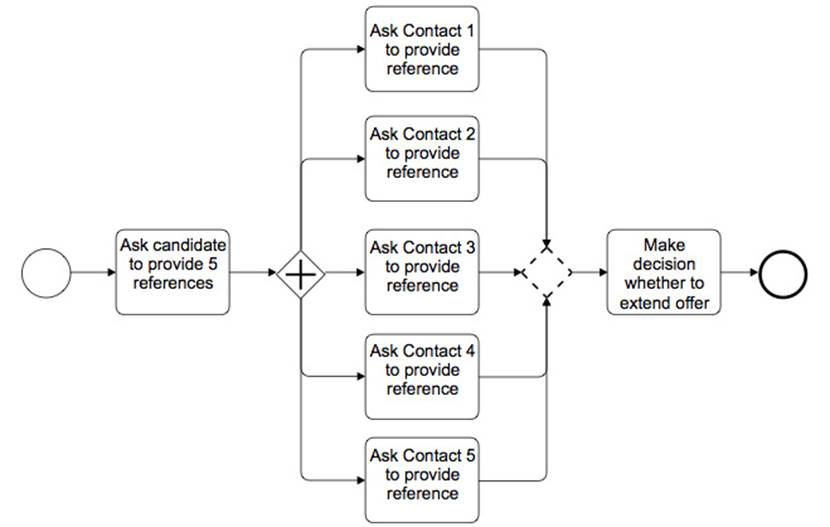 Ask Contact 1
to provide
reference
Ask Contact 2
to provide
reference
Ask candidate
to provide 5
references
Ask Contact 3
to provide
reference
Make
decision
whether to
extend offer
Ask Contact 4
to provide
reference
Ask Contact 5
to provide
reference